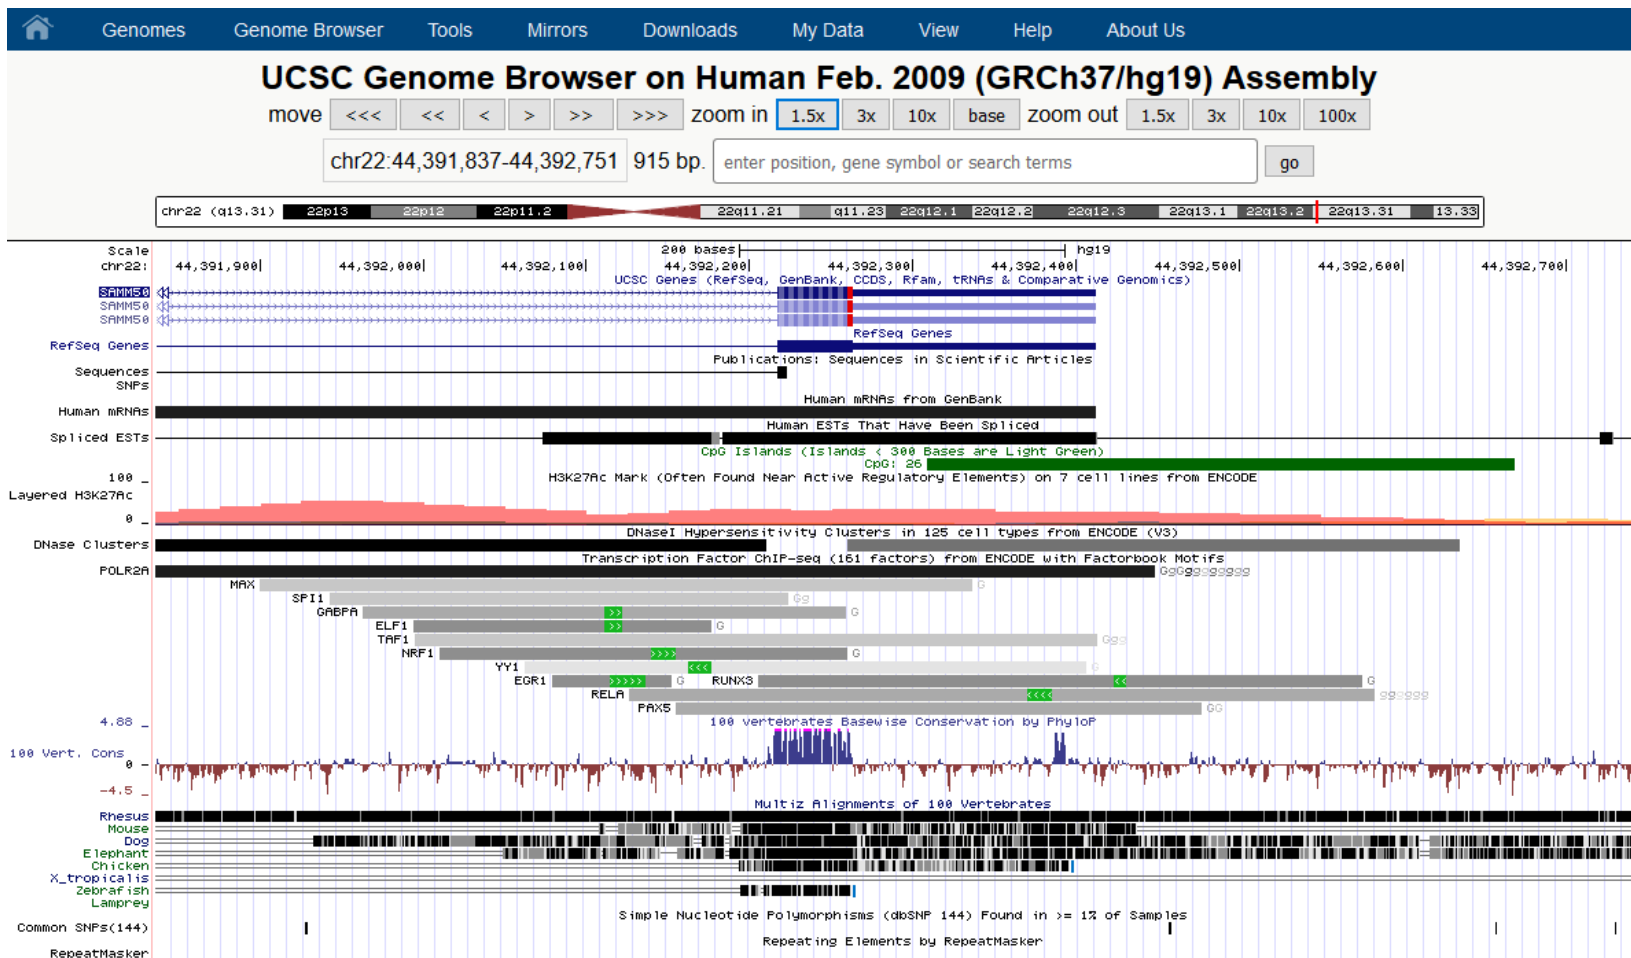 Genomes Genome Browser Tools Mirrors Downloads My Data View Help About Us
UCSC Genome Browser on Human Feb. 2009 (GRCh37/hg19) Assembly
move <<< << < > >> >>> zoom in 1.5x 3x 10x base zoom out 1.5x 3x 10x 100x
chr22:44,391,837-44,392,751 915 bp. enter position, gene symbol or search terms go
chr22 (q13.31) 22p13 22p12 22p11.2 22q11.21 q11.23 22q12.1 22q12.2 22q12.3 22q13.1 22q13.2 22q13.31 13.33
Scale 200 bases hg19
chr22: 44,391,900 44,392,000 44,392,100 44,392,200 44,392,300 44,392,400 44,392,500 44,392,600 44,392,700
UCSC Genes (RefSeq, GenBank, CCDS, Rfam, tRNAs & Comparative Genomics)
SAMM50
SAMM50
SAMM50
RefSeq Genes
RefSeq Genes
Publications: Sequences in Scientific Articles
Sequences
SNPs
Human mRNAs from GenBank
Human mRNAs
Human ESTs That Have Been Spliced
Spliced ESTs
CpG Islands (Islands < 300 Bases are Light Green)
CpG: 26
H3K27Ac Mark (Often Found Near Active Regulatory Elements) on 7 cell lines from ENCODE
100 _
Layered H3K27Ac
0 _
DNaseI Hypersensitivity Clusters in 125 cell types from ENCODE (V3)
DNase Clusters
Transcription Factor ChIP-seq (161 factors) from ENCODE with Factorbook Motifs
POLR2A GgGggggggggg
MAX G
SPI1 Gg
GABPA >> G
ELF1 >> G
TAF1 Ggg
NRF1 >>>> G
YY1 <<< G
EGR1 >>>>> G RUNX3 << G
RELA <<<< gggggg
PAX5 GG
4.88 _ 100 vertebrates Basewise Conservation by PhyloP
100 Vert. Cons
0 -
-4.5 _
Multiz Alignments of 100 Vertebrates
Rhesus
Mouse
Dog
Elephant
Chicken
X_tropicalis
Zebrafish
Lamprey
Simple Nucleotide Polymorphisms (dbSNP 144) Found in >= 1% of Samples
Common SNPs(144)
Repeating Elements by RepeatMasker
RepeatMasker